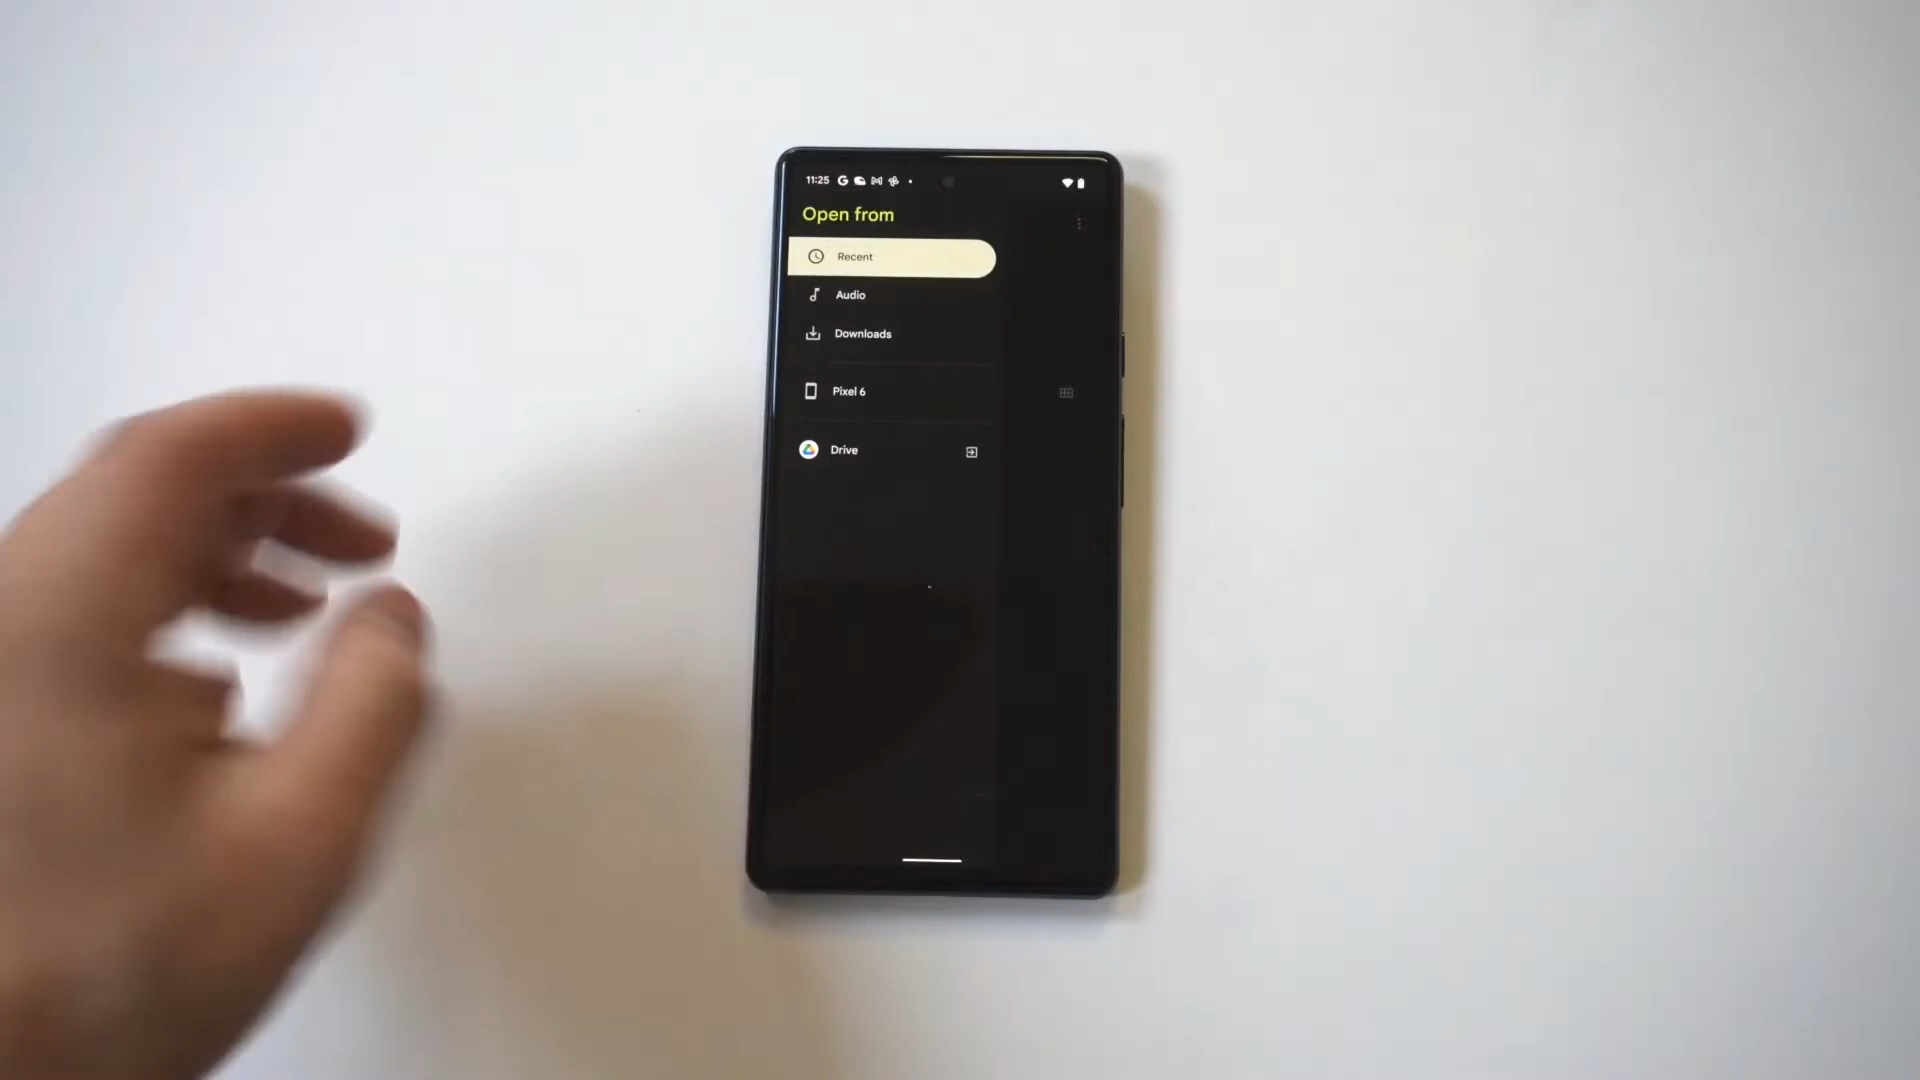 11:25
Open from
Recent
Audio
Downloads
Pixel 6
Drive